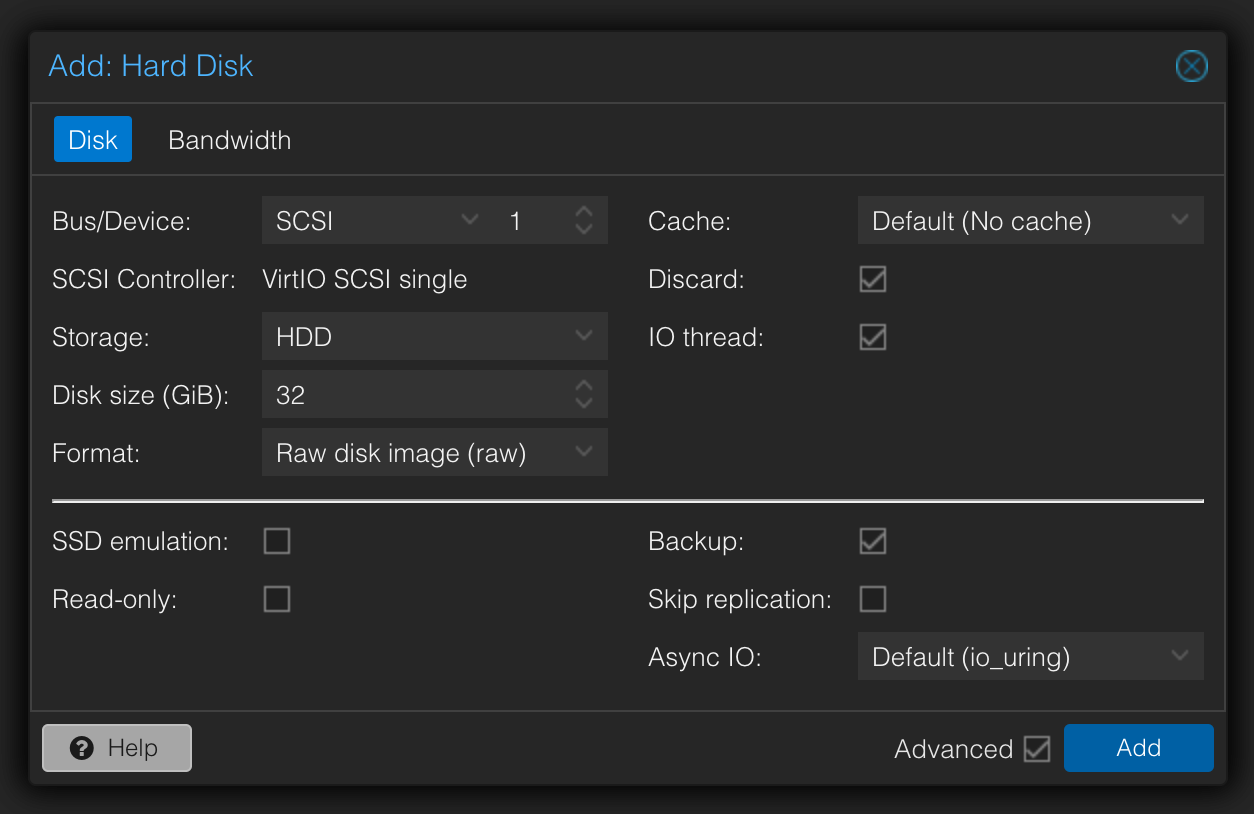 Add: Hard Disk
Disk Bandwidth
Bus/Device: SCSI 1 Cache: Default (No cache)
SCSI Controller: VirtIO SCSI single Discard:
Storage: HDD IO thread:
Disk size (GiB): 32
Format: Raw disk image (raw)
SSD emulation: Backup:
Read-only: Skip replication:
Async IO: Default (io_uring)
Help Advanced Add